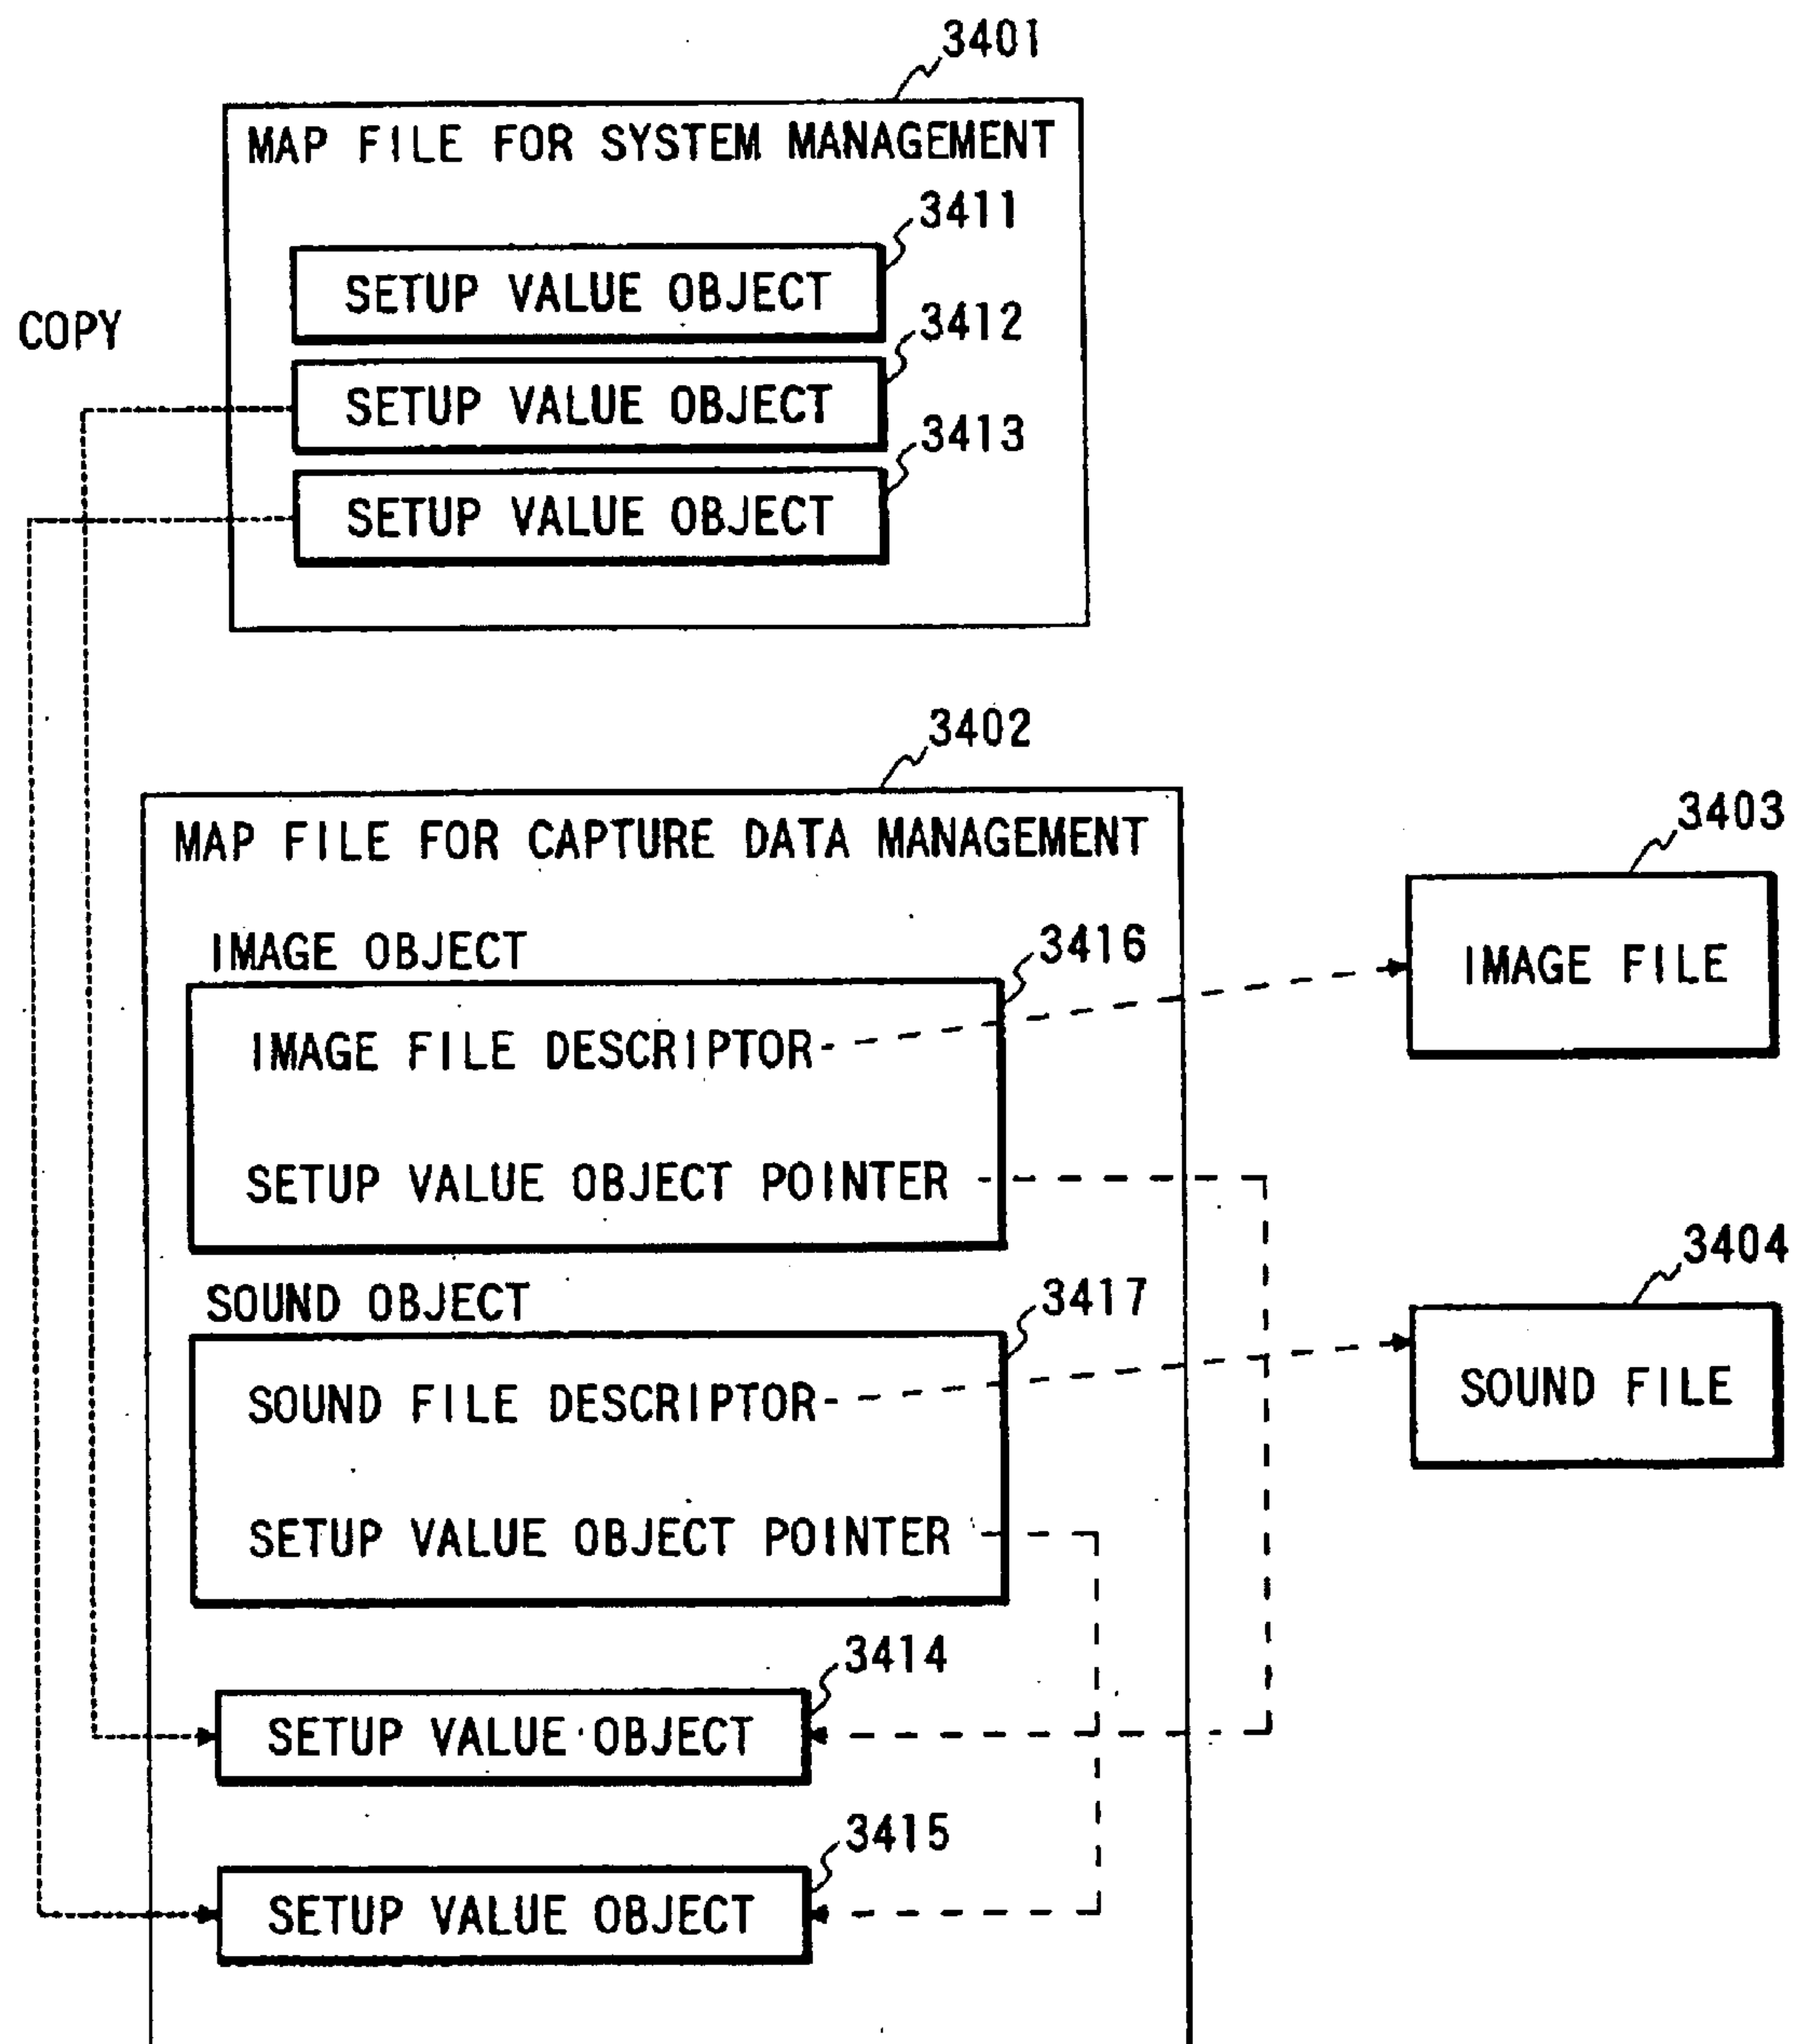 3401
MAP FILE FOR SYSTEM MANAGEMENT
3411
SETUP VALUE OBJECT
COPY
3412
SETUP VALUE OBJECT
3413
SETUP VALUE OBJECT
3402
MAP FILE FOR CAPTURE DATA MANAGEMENT
3403
IMAGE FILE
IMAGE OBJECT
3416
IMAGE FILE DESCRIPTOR
SETUP VALUE OBJECT POINTER
3404
SOUND FILE
SOUND OBJECT
3417
SOUND FILE DESCRIPTOR
SETUP VALUE OBJECT POINTER
3414
SETUP VALUE OBJECT
3415
SETUP VALUE OBJECT